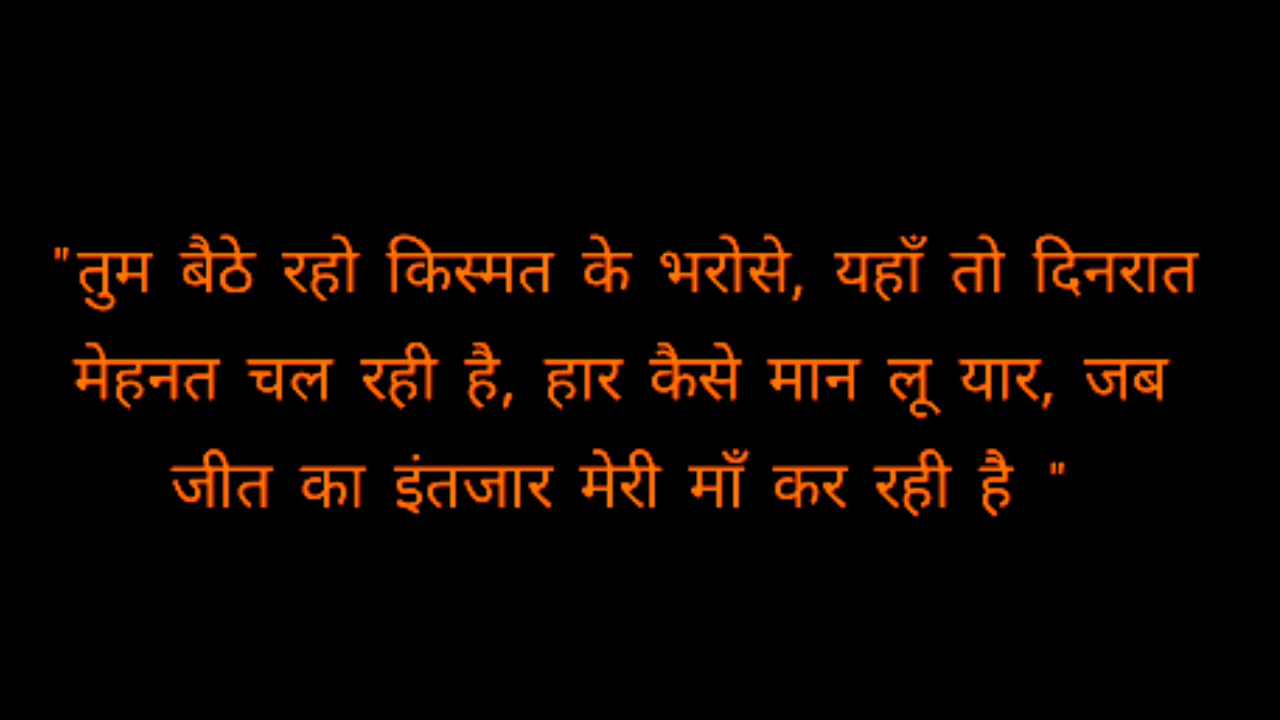 "तुम बैठे रहो किस्मत के भरोसे, यहाँ तो दिनरात
मेहनत चल रही है, हार कैसे मान लू यार, जब
जीत का इंतजार मेरी माँ कर रही है "